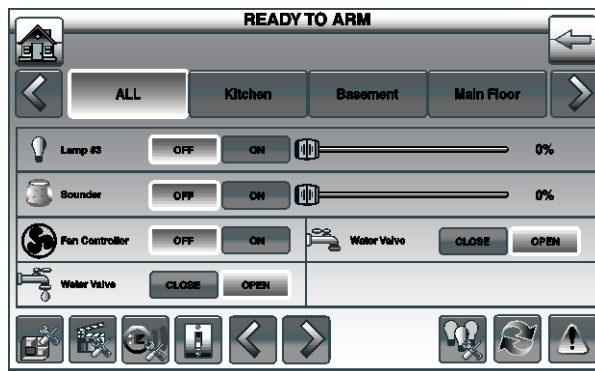 READY TO ARM
ALL Kitchen Basement Main Floor
Lamp #3 OFF ON 0%
Sounder OFF ON 0%
Fan Controller OFF ON Water Valve CLOSE OPEN
Water Valve CLOSE OPEN